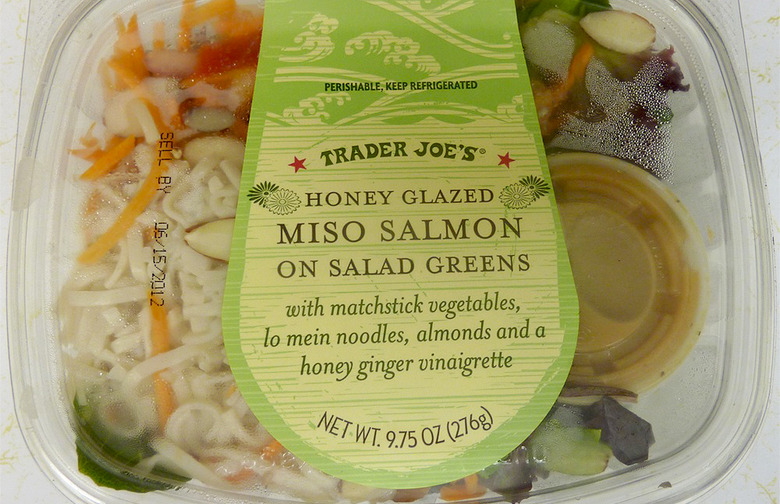 PERISHABLE, KEEP REFRIGERATED
TRADER JOE'S®
HONEY GLAZED
MISO SALMON
ON SALAD GREENS
with matchstick vegetables,
lo mein noodles, almonds and a
honey ginger vinaigrette
NET WT. 9.75 OZ (276g)
SELL BY 06/15/2012